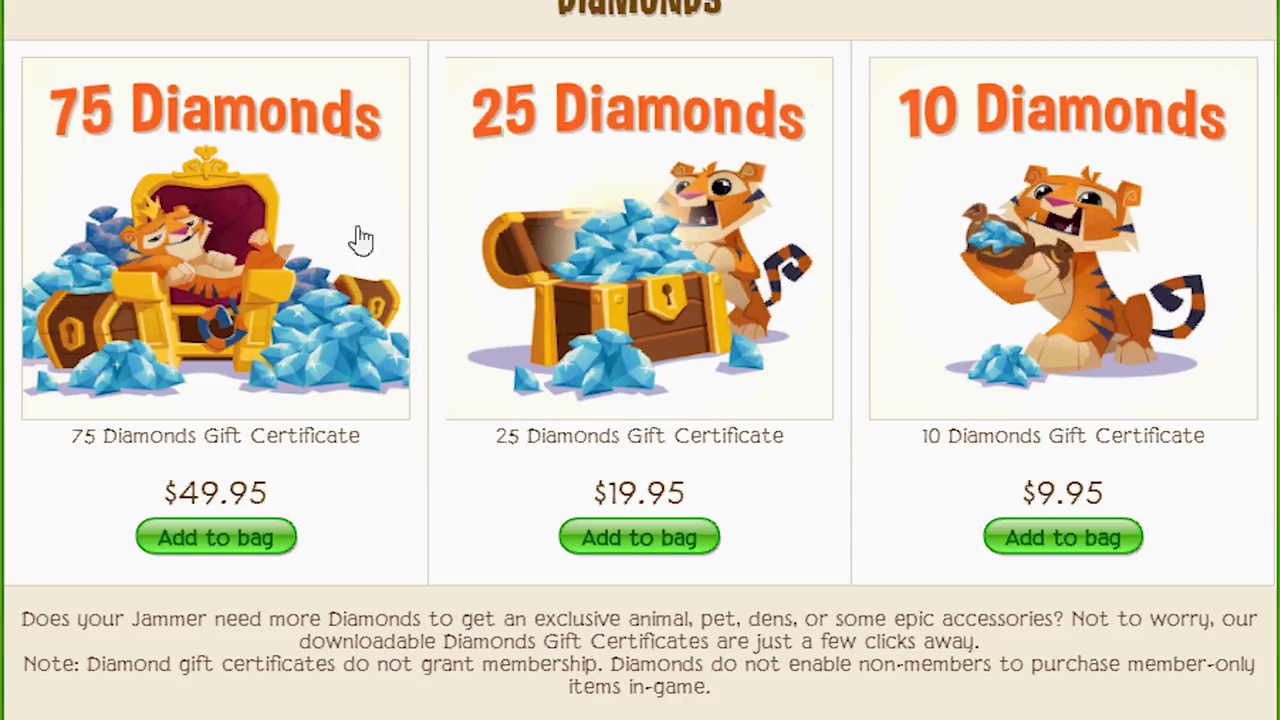 Diamonds
75 Diamonds
25 Diamonds
10 Diamonds
75 Diamonds Gift Certificate
25 Diamonds Gift Certificate
10 Diamonds Gift Certificate
$49.95
$19.95
$9.95
Add to bag
Add to bag
Add to bag
Does your Jammer need more Diamonds to get an exclusive animal, pet, dens, or some epic accessories? Not to worry, our
downloadable Diamonds Gift Certificates are just a few clicks away.
Note: Diamond gift certificates do not grant membership. Diamonds do not enable non-members to purchase member-only
items in-game.